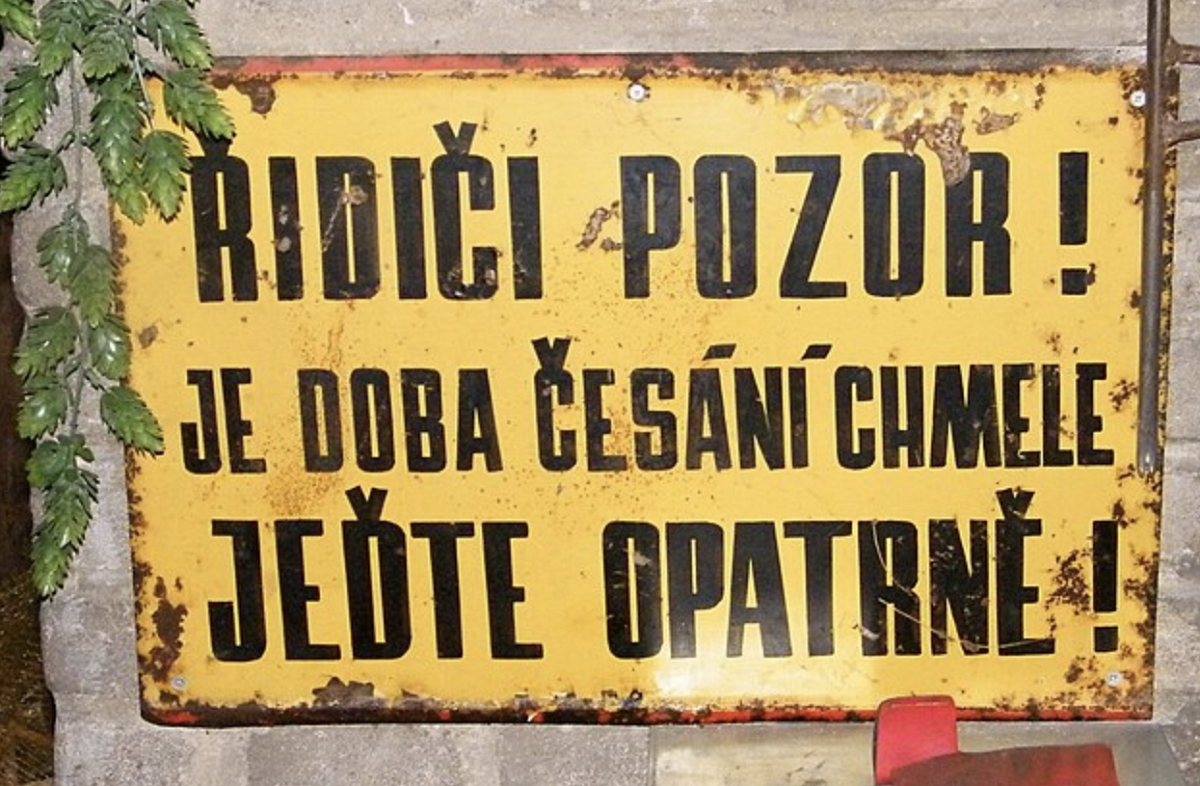 ŘIDIČI POZOR !
JE DOBA ČESÁNÍ CHMELE
JEĎTE OPATRNĚ !